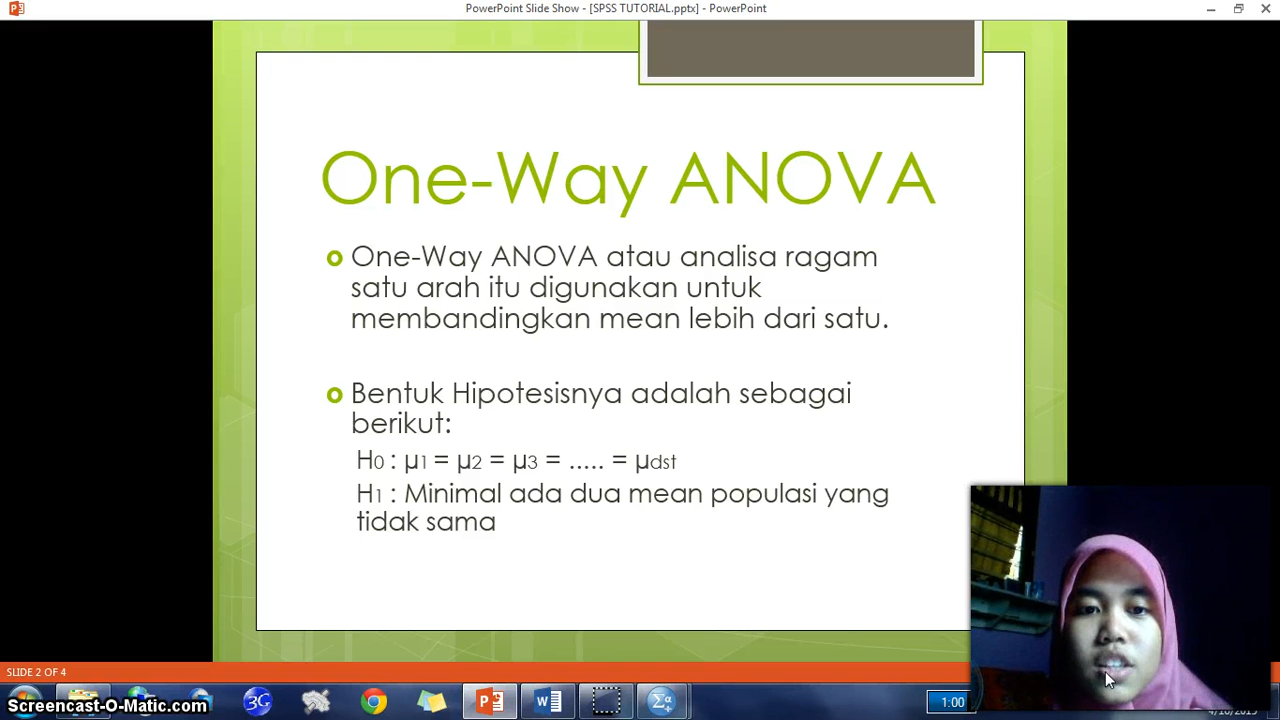 PowerPoint Slide Show - [SPSS TUTORIAL.pptx] - PowerPoint
One-Way ANOVA
One-Way ANOVA atau analisa ragam
satu arah itu digunakan untuk
membandingkan mean lebih dari satu.
Bentuk Hipotesisnya adalah sebagai
berikut:
H0 : µ1 = µ2 = µ3 = ..... = µdst
H1 : Minimal ada dua mean populasi yang
tidak sama
SLIDE 2 OF 4
Screencast-O-Matic.com
3G
1:00